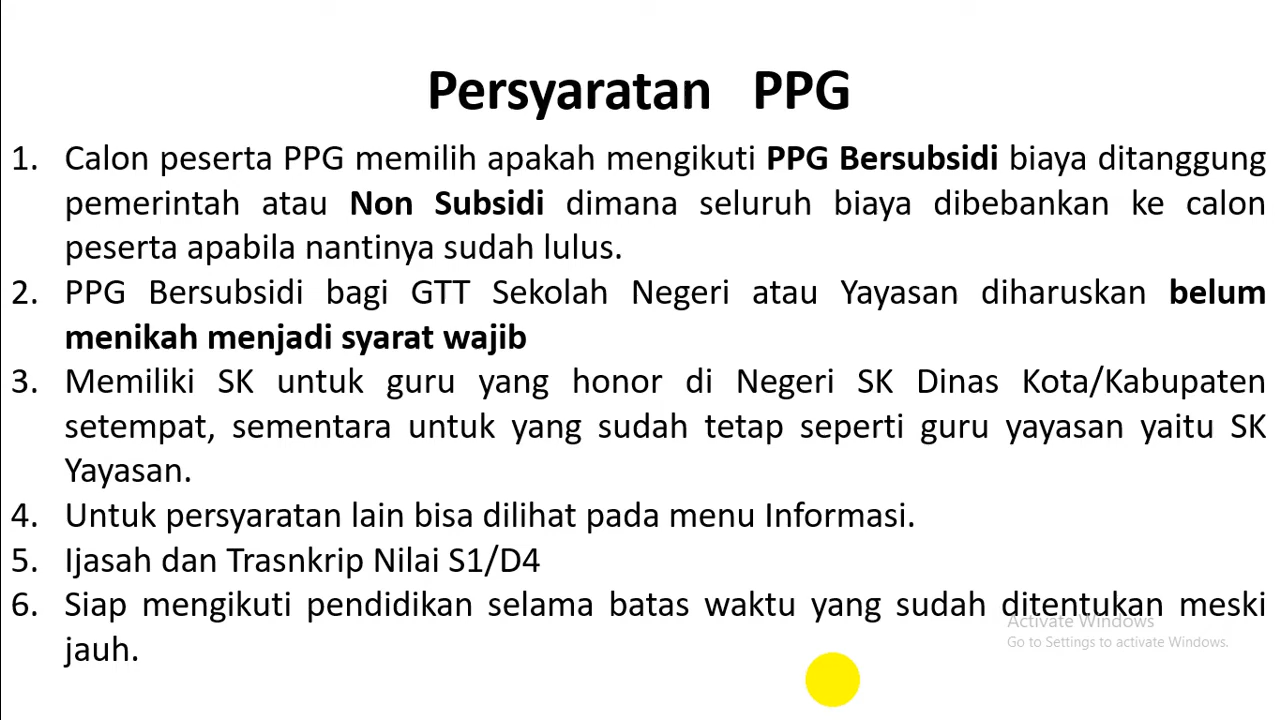 Persyaratan PPG
1. Calon peserta PPG memilih apakah mengikuti PPG Bersubsidi biaya ditanggung
pemerintah atau Non Subsidi dimana seluruh biaya dibebankan ke calon
peserta apabila nantinya sudah lulus.
2. PPG Bersubsidi bagi GTT Sekolah Negeri atau Yayasan diharuskan belum
menikah menjadi syarat wajib
3. Memiliki SK untuk guru yang honor di Negeri SK Dinas Kota/Kabupaten
setempat, sementara untuk yang sudah tetap seperti guru yayasan yaitu SK
Yayasan.
4. Untuk persyaratan lain bisa dilihat pada menu Informasi.
5. Ijasah dan Trasnkrip Nilai S1/D4
6. Siap mengikuti pendidikan selama batas waktu yang sudah ditentukan meski
jauh.
Activate Windows
Go to Settings to activate Windows.